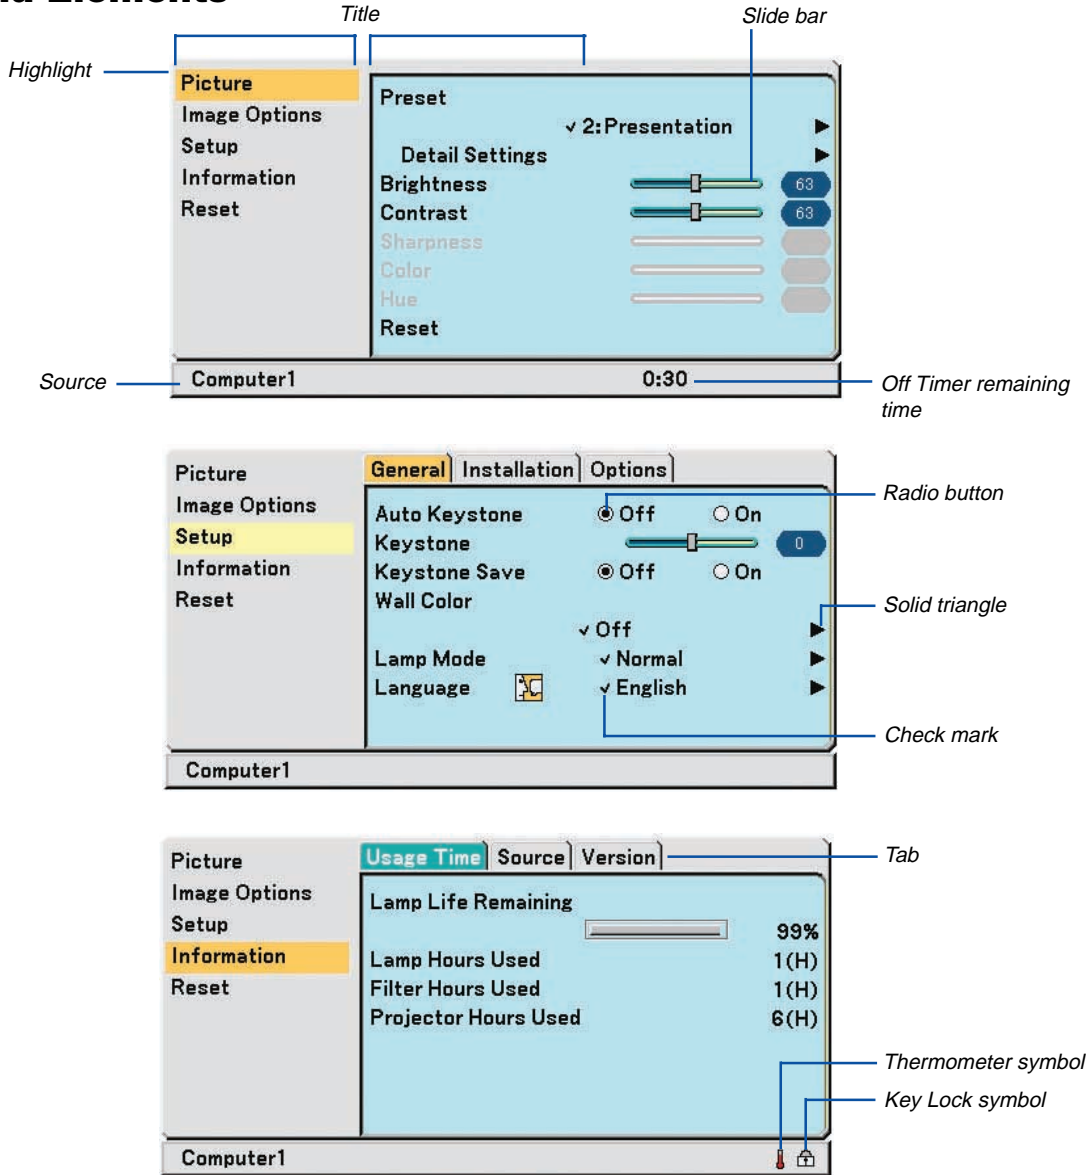 Elements
Title
Slide bar
Highlight
Picture
Image Options
Setup
Information
Reset
Preset
✓ 2:Presentation ▶
Detail Settings ▶
Brightness 63
Contrast 63
Sharpness
Color
Hue
Reset
Source
Computer1 0:30
Off Timer remaining
time
General Installation Options
Picture
Image Options
Setup
Information
Reset
Auto Keystone Off On
Keystone 0
Keystone Save Off On
Wall Color
✓ Off ▶
Lamp Mode ✓ Normal ▶
Language ✓ English ▶
Radio button
Solid triangle
Check mark
Computer1
Usage Time Source Version
Tab
Picture
Image Options
Setup
Information
Reset
Lamp Life Remaining
99%
Lamp Hours Used 1(H)
Filter Hours Used 1(H)
Projector Hours Used 6(H)
Thermometer symbol
Key Lock symbol
Computer1